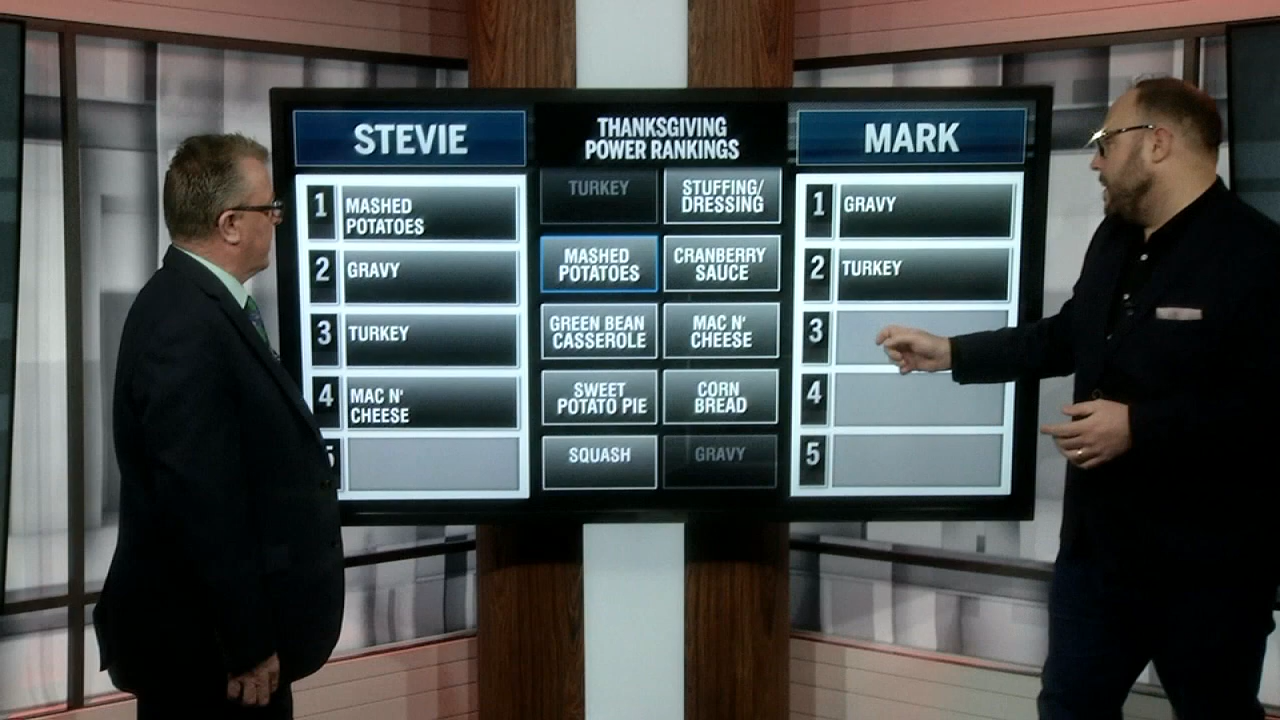 STEVIE
1
MASHED
POTATOES
2
GRAVY
3
TURKEY
4
MAC N'
CHEESE
5
THANKSGIVING
POWER RANKINGS
TURKEY
STUFFING/
DRESSING
MASHED
POTATOES
CRANBERRY
SAUCE
GREEN BEAN
CASSEROLE
MAC N'
CHEESE
SWEET
POTATO PIE
CORN
BREAD
SQUASH
GRAVY
MARK
1
GRAVY
2
TURKEY
3
4
5